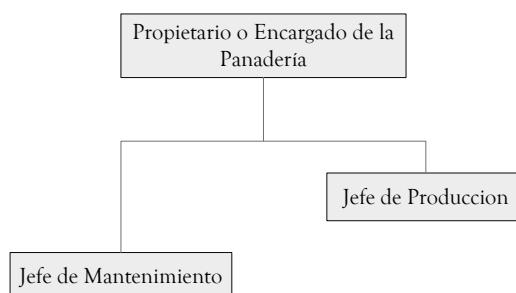 Propietario o Encargado de la
Panadería
Jefe de Produccion
Jefe de Mantenimiento